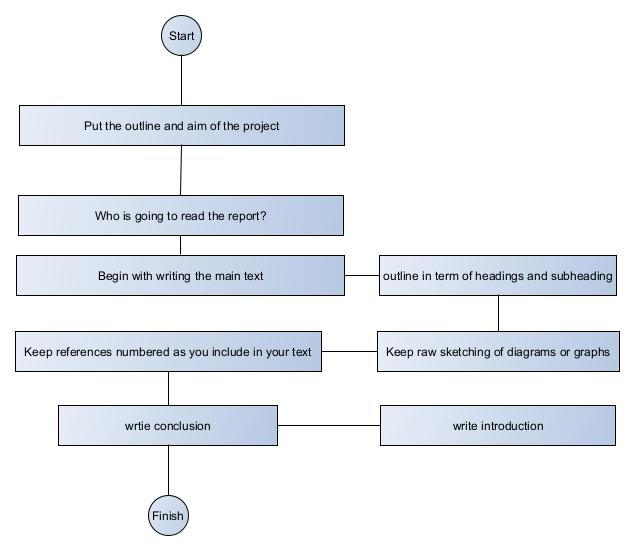 Start
Put the outline and aim of the project
Who is going to read the report?
Begin with writing the main text
outline in term of headings and subheading
Keep references numbered as you include in your text
Keep raw sketching of diagrams or graphs
wrtie conclusion
write introduction
Finish